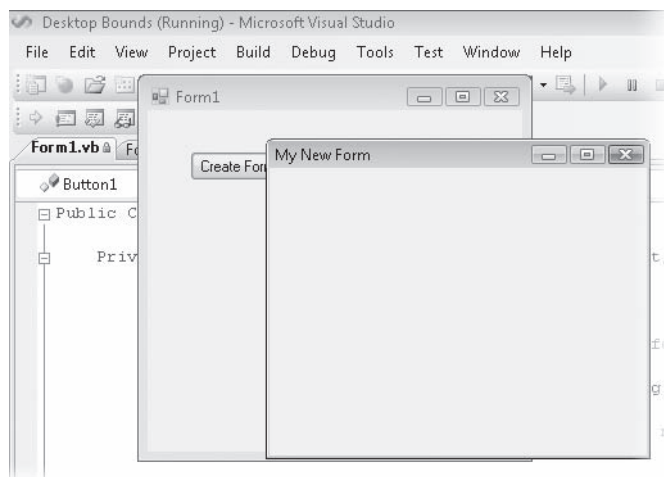 Desktop Bounds (Running) - Microsoft Visual Studio
File Edit View Project Build Debug Tools Test Window Help
Form1
Form1.vb
My New Form
Create
Button1
Public C
Priv